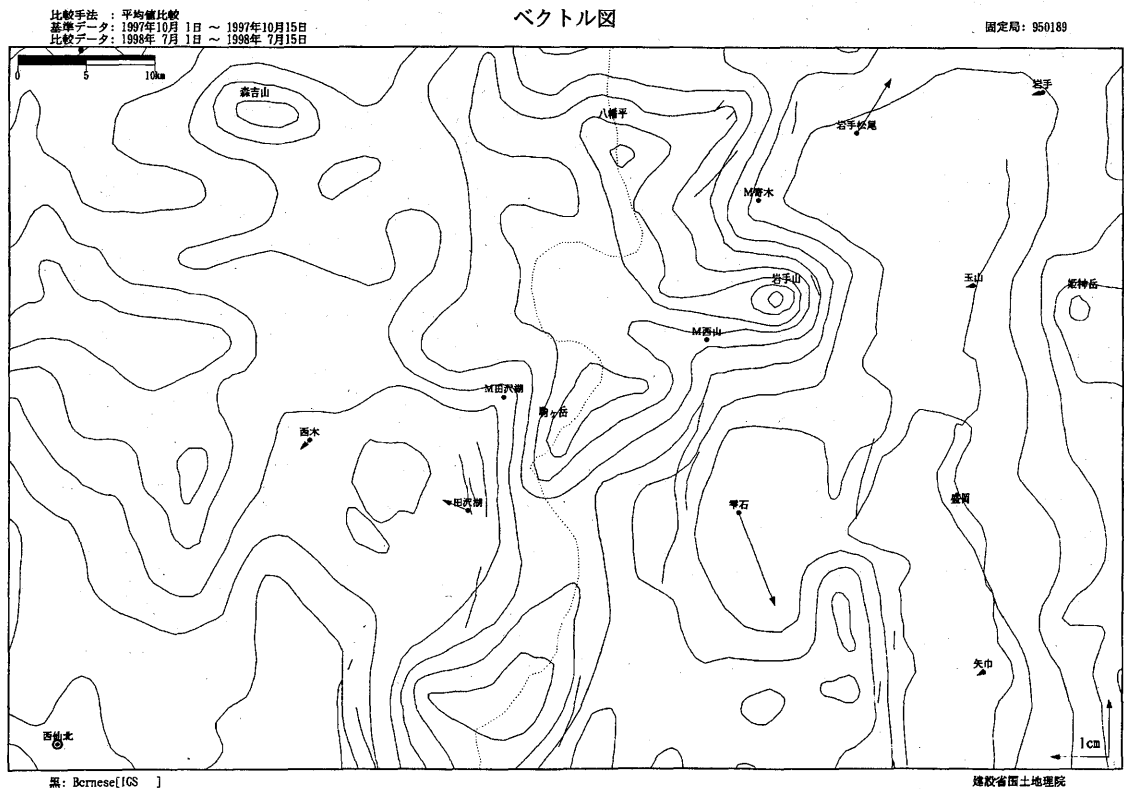 ベクトル図
比較手法 : 平均値比較
基準データ: 1997年10月 1日 ～ 1997年10月15日
比較データ: 1998年 7月 1日 ～ 1998年 7月15日
固定局: 950189
0 5 10km
森吉山
八幡平
岩手
岩手松尾
M寄木
岩手山
玉山
姫神岳
M西山
M田沢湖
駒ヶ岳
西木
田沢湖
雫石
盛岡
矢巾
西仙北
1cm
黒: Bernese[IGS ]
建設省国土地理院